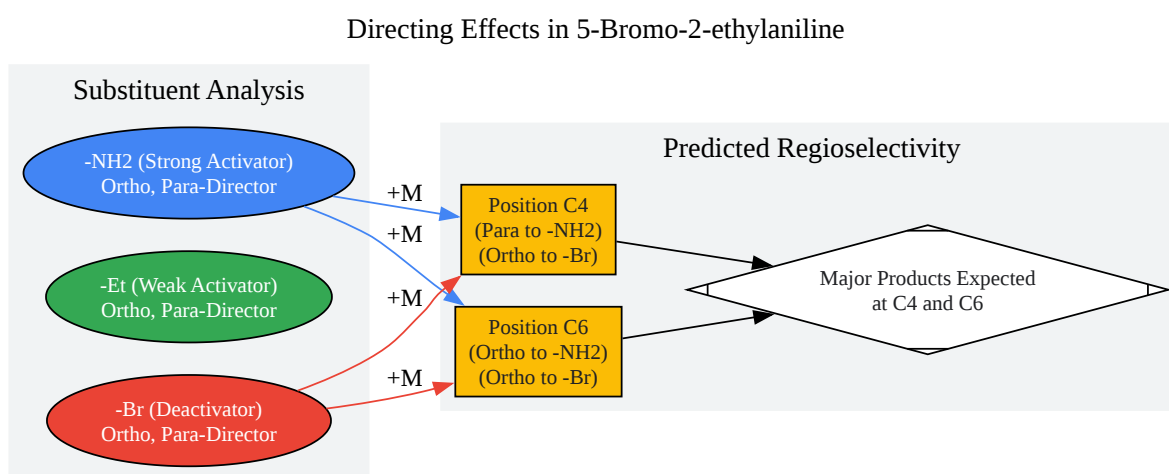 Directing Effects in 5-Bromo-2-ethylaniline
Substituent Analysis
-NH2 (Strong Activator)
Ortho, Para-Director
-Et (Weak Activator)
Ortho, Para-Director
-Br (Deactivator)
Ortho, Para-Director
+M
+M
+M
+M
Predicted Regioselectivity
Position C4
(Para to -NH2)
(Ortho to -Br)
Position C6
(Ortho to -NH2)
(Ortho to -Br)
Major Products Expected
at C4 and C6